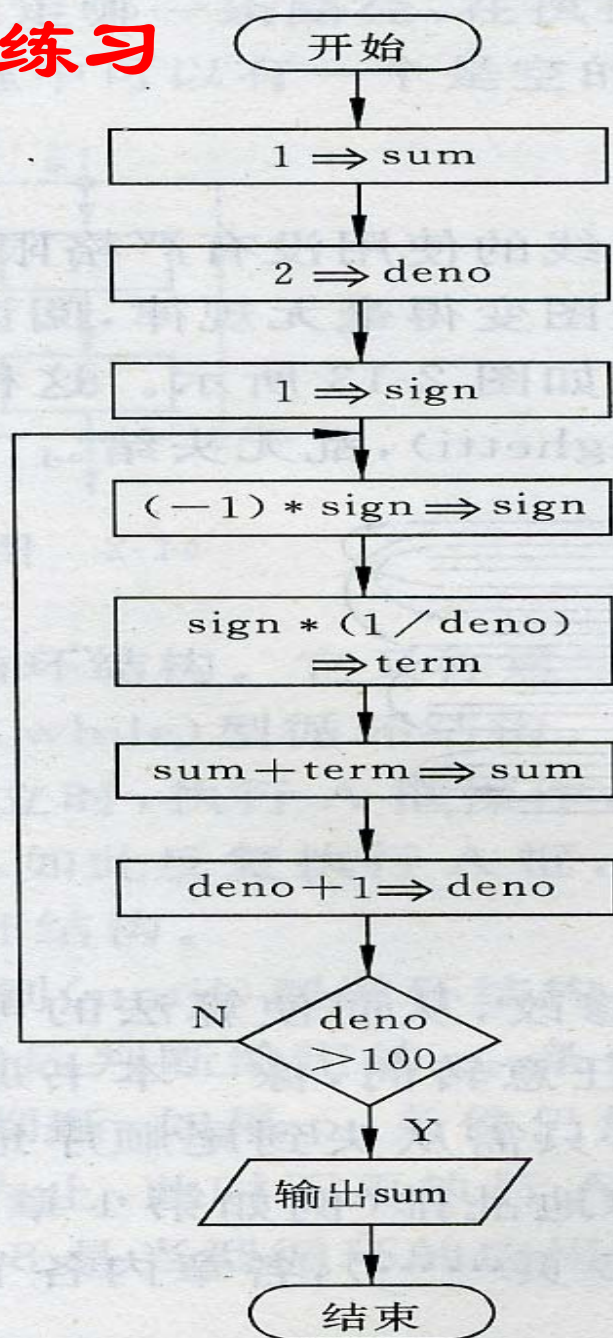 练习
开始
1 ⇒ sum
2 ⇒ deno
1 ⇒ sign
(−1) * sign ⇒ sign
sign * (1/deno)
⇒ term
sum + term ⇒ sum
deno + 1 ⇒ deno
N
deno
>100
Y
输出sum
结束